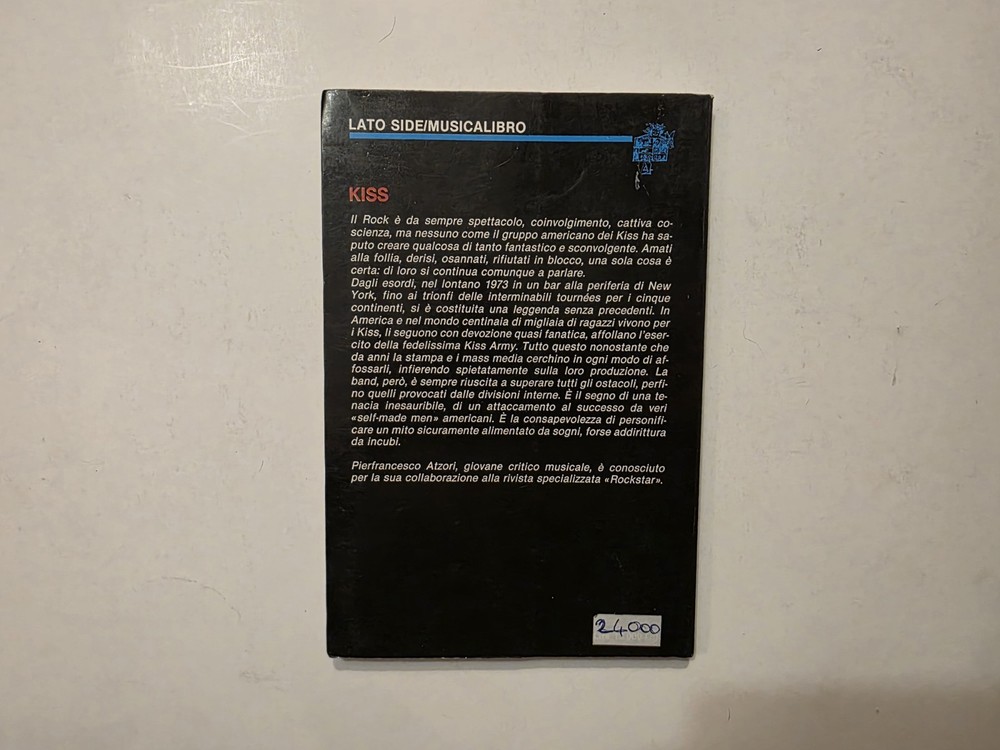 LATO SIDE/MUSICALIBRO
KISS
Il Rock è da sempre spettacolo, coinvolgimento, cattiva co-
scienza, ma nessuno come il gruppo americano dei Kiss ha sa-
puto creare qualcosa di tanto fantastico e sconvolgente. Amati
alla follia, derisi, osannati, rifiutati in blocco, una sola cosa è
certa: di loro si continua comunque a parlare.
Dagli esordi, nel lontano 1973 in un bar alla periferia di New
York, fino ai trionfi delle interminabili tournées per i cinque
continenti, si è costituita una leggenda senza precedenti. In
America e nel mondo centinaia di migliaia di ragazzi vivono per
i Kiss, li seguono con devozione quasi fanatica, affollano l'eser-
cito della fedelissima Kiss Army. Tutto questo nonostante che
da anni la stampa e i mass media cerchino in ogni modo di af-
fossarli, infierendo spietatamente sulla loro produzione. La
band, però, è sempre riuscita a superare tutti gli ostacoli, perfi-
no quelli provocati dalle divisioni interne. È il segno di una te-
nacia inesauribile, di un attaccamento al successo da veri
«self-made men» americani. È la consapevolezza di personifi-
care un mito sicuramente alimentato da sogni, forse addirittura
da incubi.
Pierfrancesco Atzori, giovane critico musicale, è conosciuto
per la sua collaborazione alla rivista specializzata «Rockstar».
24000